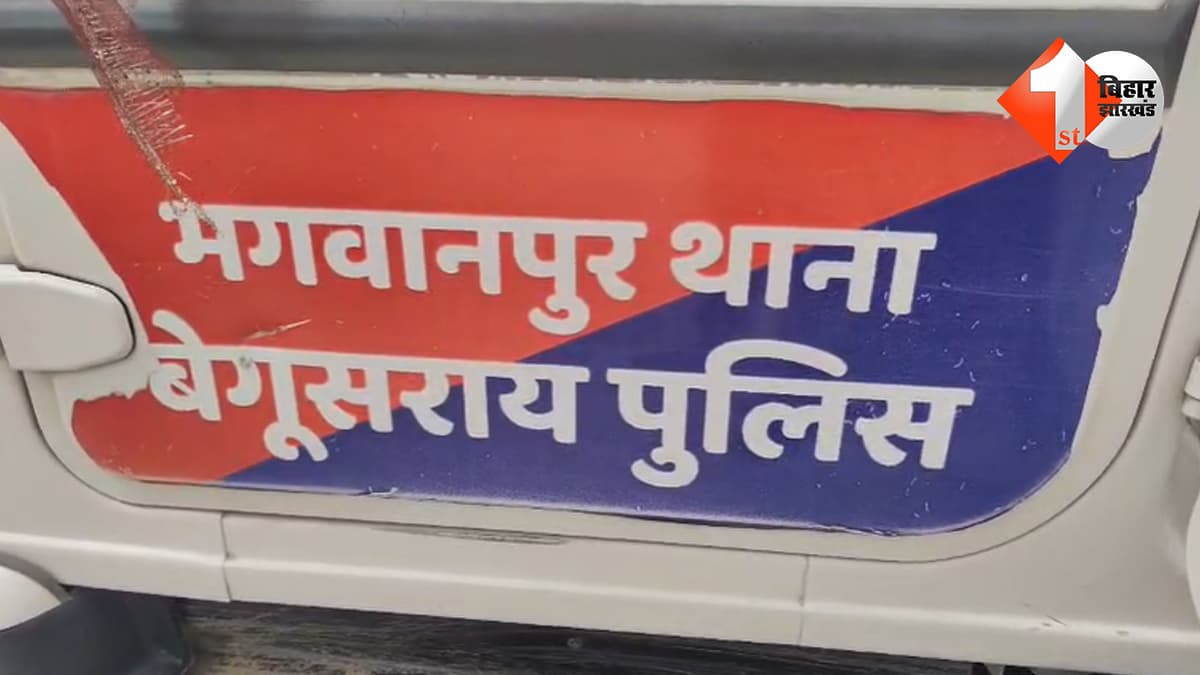 1st
बिहार
झारखंड
भगवानपुर थाना
बेगूसराय पुलिस